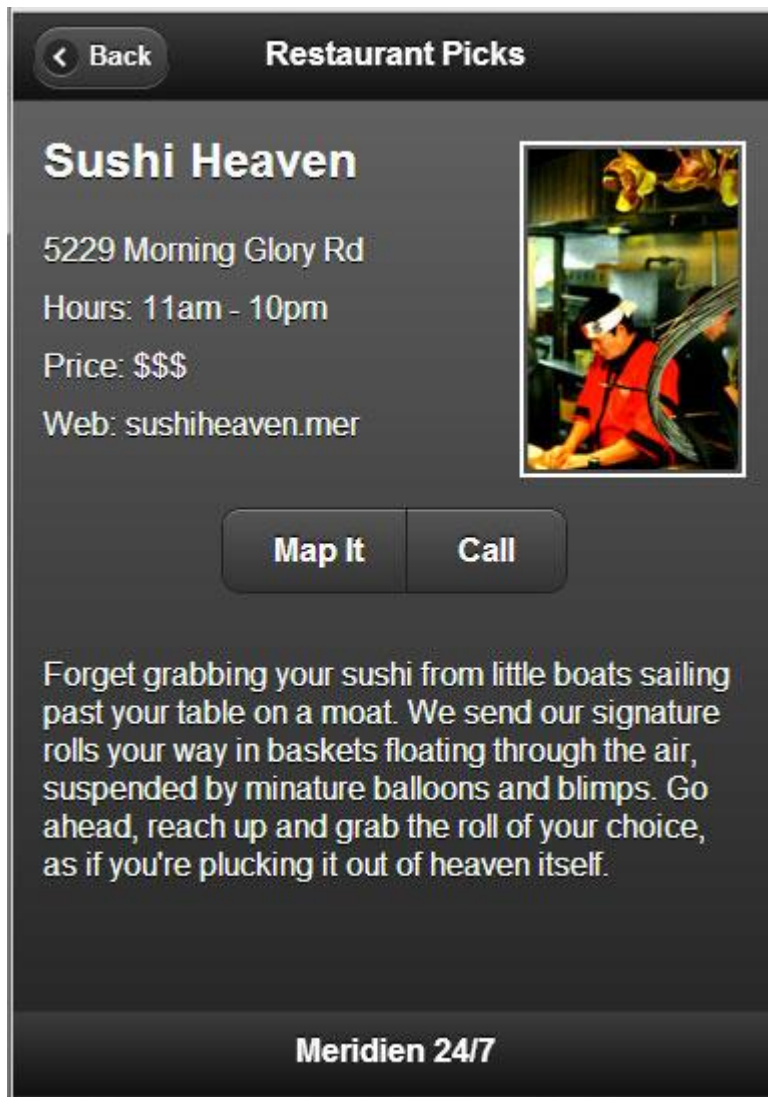 Back
Restaurant Picks
Sushi Heaven
5229 Morning Glory Rd
Hours: 11am - 10pm
Price: $$$
Web: sushiheaven.mer
Map It
Call
Forget grabbing your sushi from little boats sailing
past your table on a moat. We send our signature
rolls your way in baskets floating through the air,
suspended by minature balloons and blimps. Go
ahead, reach up and grab the roll of your choice,
as if you're plucking it out of heaven itself.
Meridien 24/7